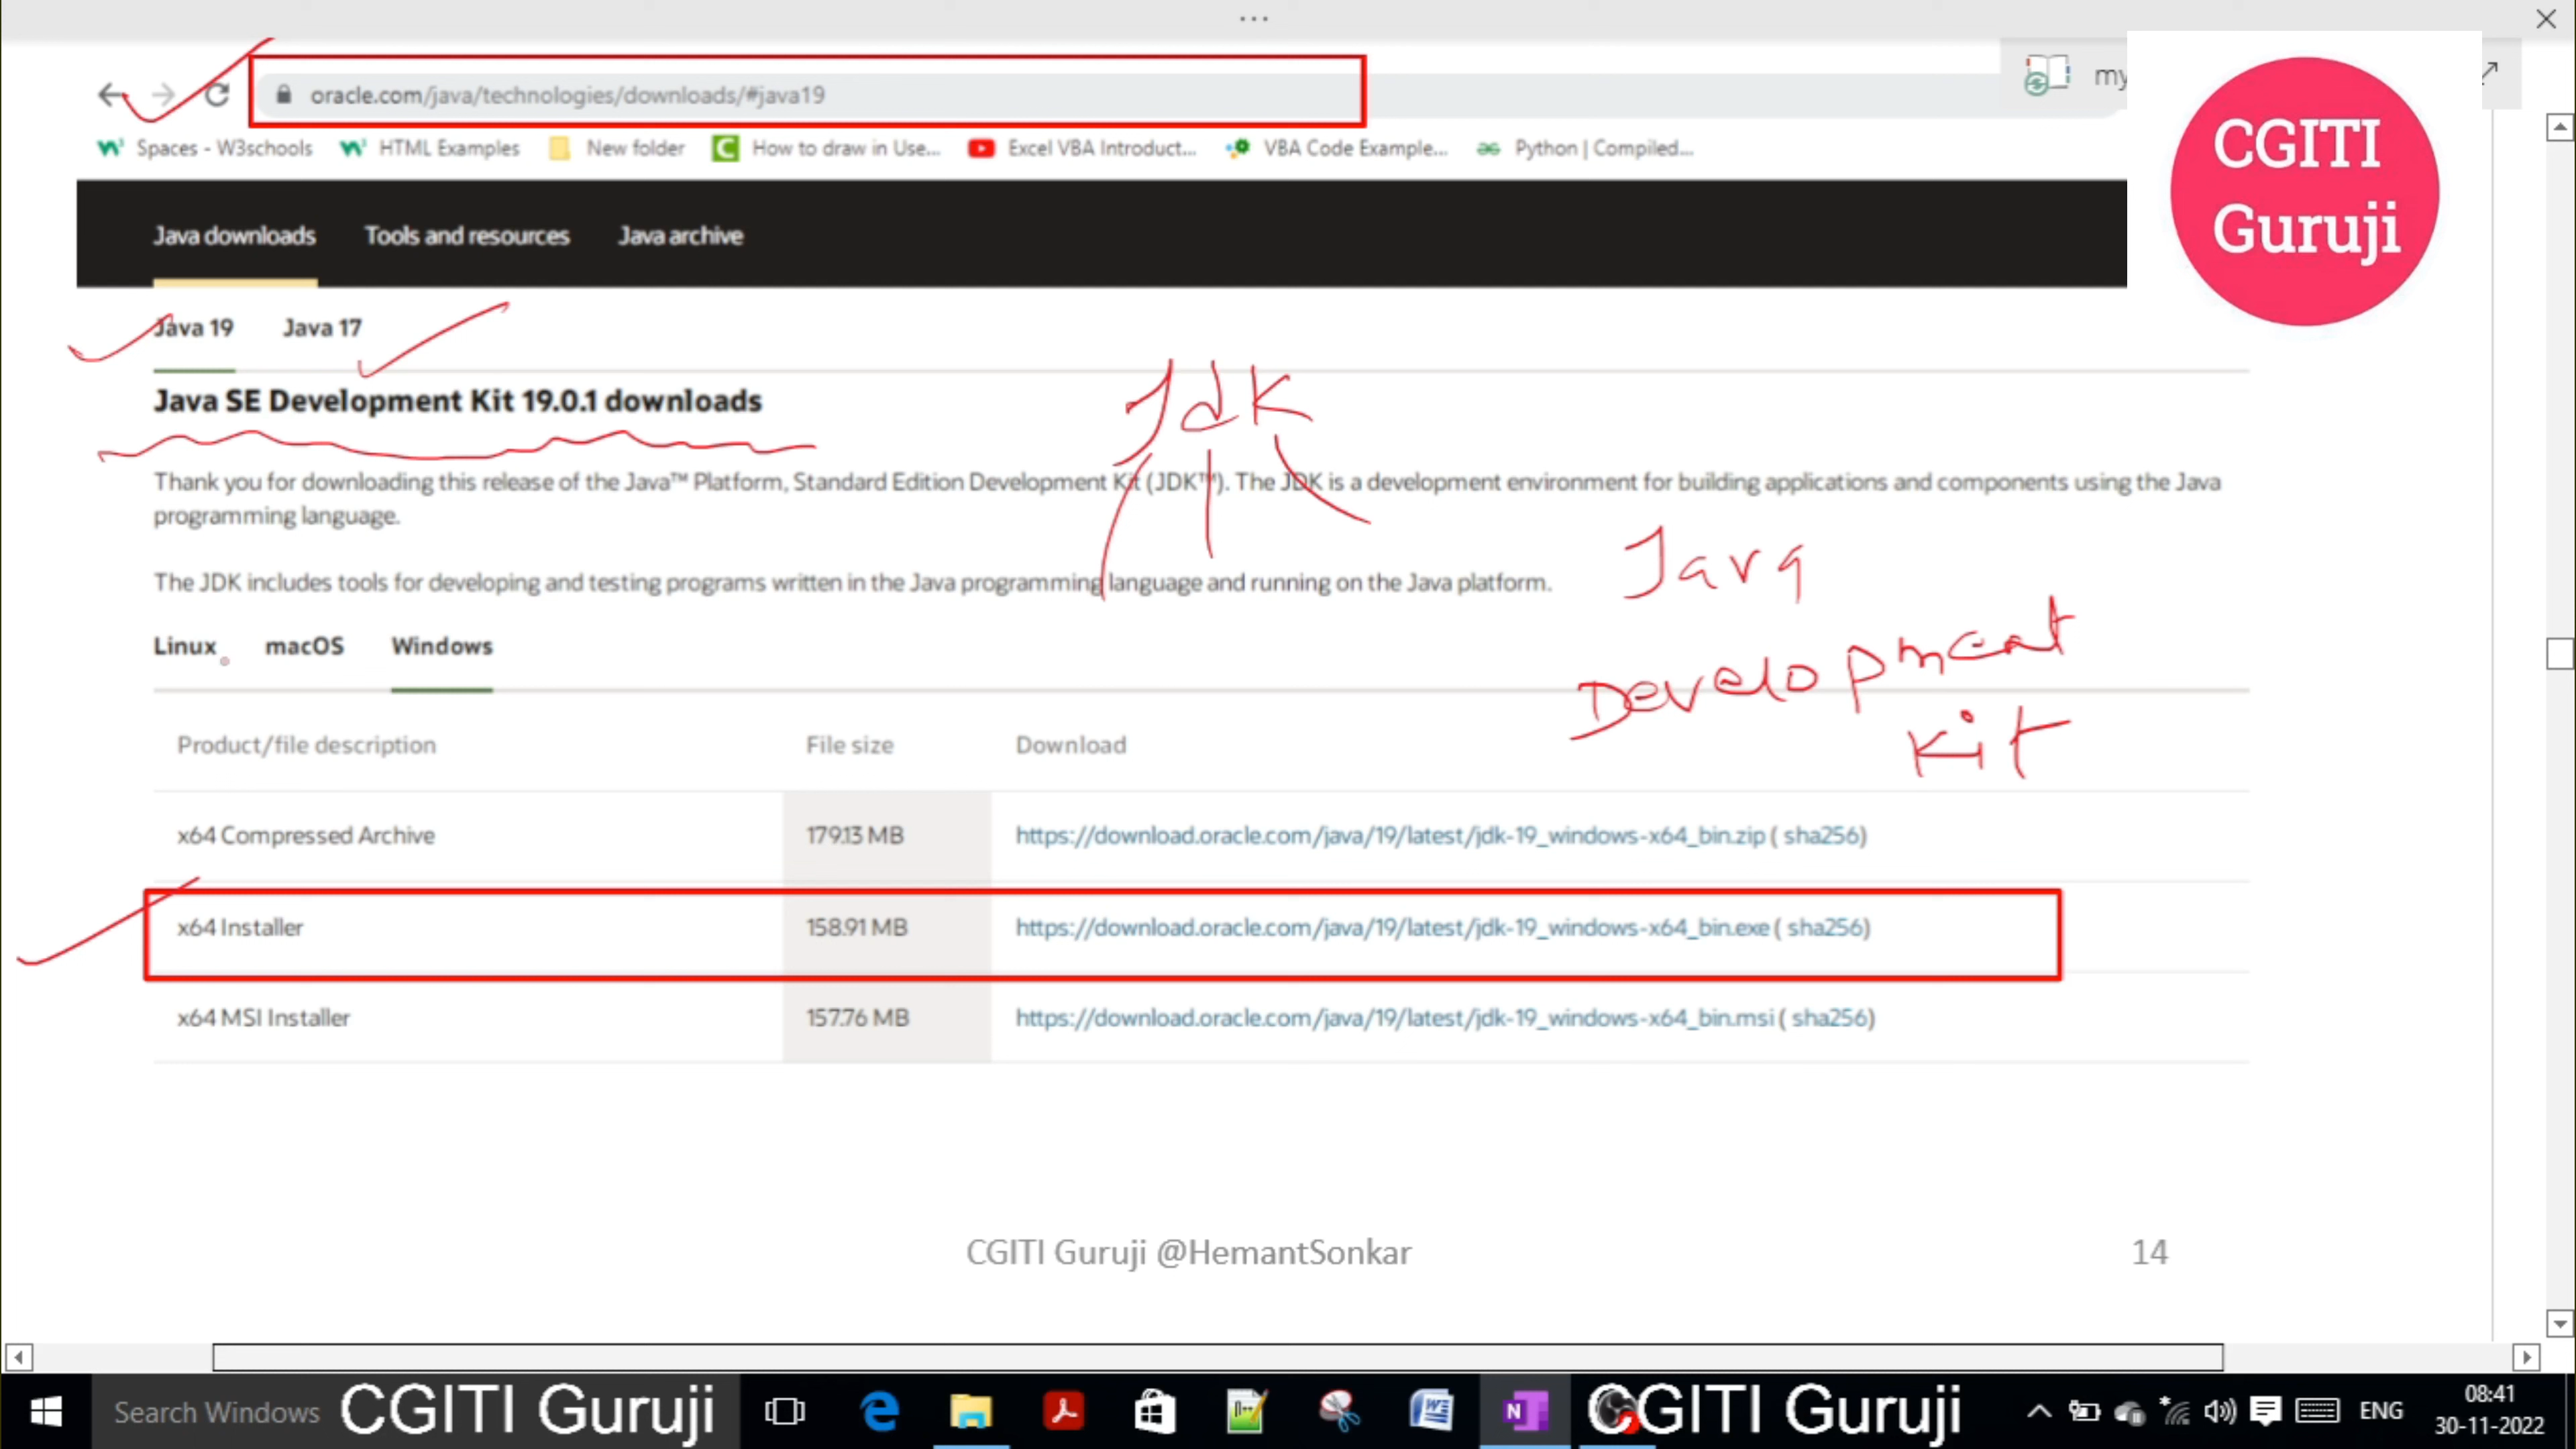 ...
oracle.com/java/technologies/downloads/#java19
my
Spaces - W3schools HTML Examples New folder How to draw in Use... Excel VBA Introduct... VBA Code Example... Python | Compiled...
CGITI
Guruji
Java downloads Tools and resources Java archive
Java 19 Java 17
Java SE Development Kit 19.0.1 downloads
Jdk
Thank you for downloading this release of the Java™ Platform, Standard Edition Development Kit (JDK™). The JDK is a development environment for building applications and components using the Java
programming language.
Java
The JDK includes tools for developing and testing programs written in the Java programming language and running on the Java platform.
Development
Kit
Linux macOS Windows
Product/file description File size Download
x64 Compressed Archive 179.13 MB https://download.oracle.com/java/19/latest/jdk-19_windows-x64_bin.zip ( sha256)
x64 Installer 158.91 MB https://download.oracle.com/java/19/latest/jdk-19_windows-x64_bin.exe ( sha256)
x64 MSI Installer 157.76 MB https://download.oracle.com/java/19/latest/jdk-19_windows-x64_bin.msi ( sha256)
CGITI Guruji @HemantSonkar 14
Search Windows CGITI Guruji CGITI Guruji ENG 08:41
30-11-2022